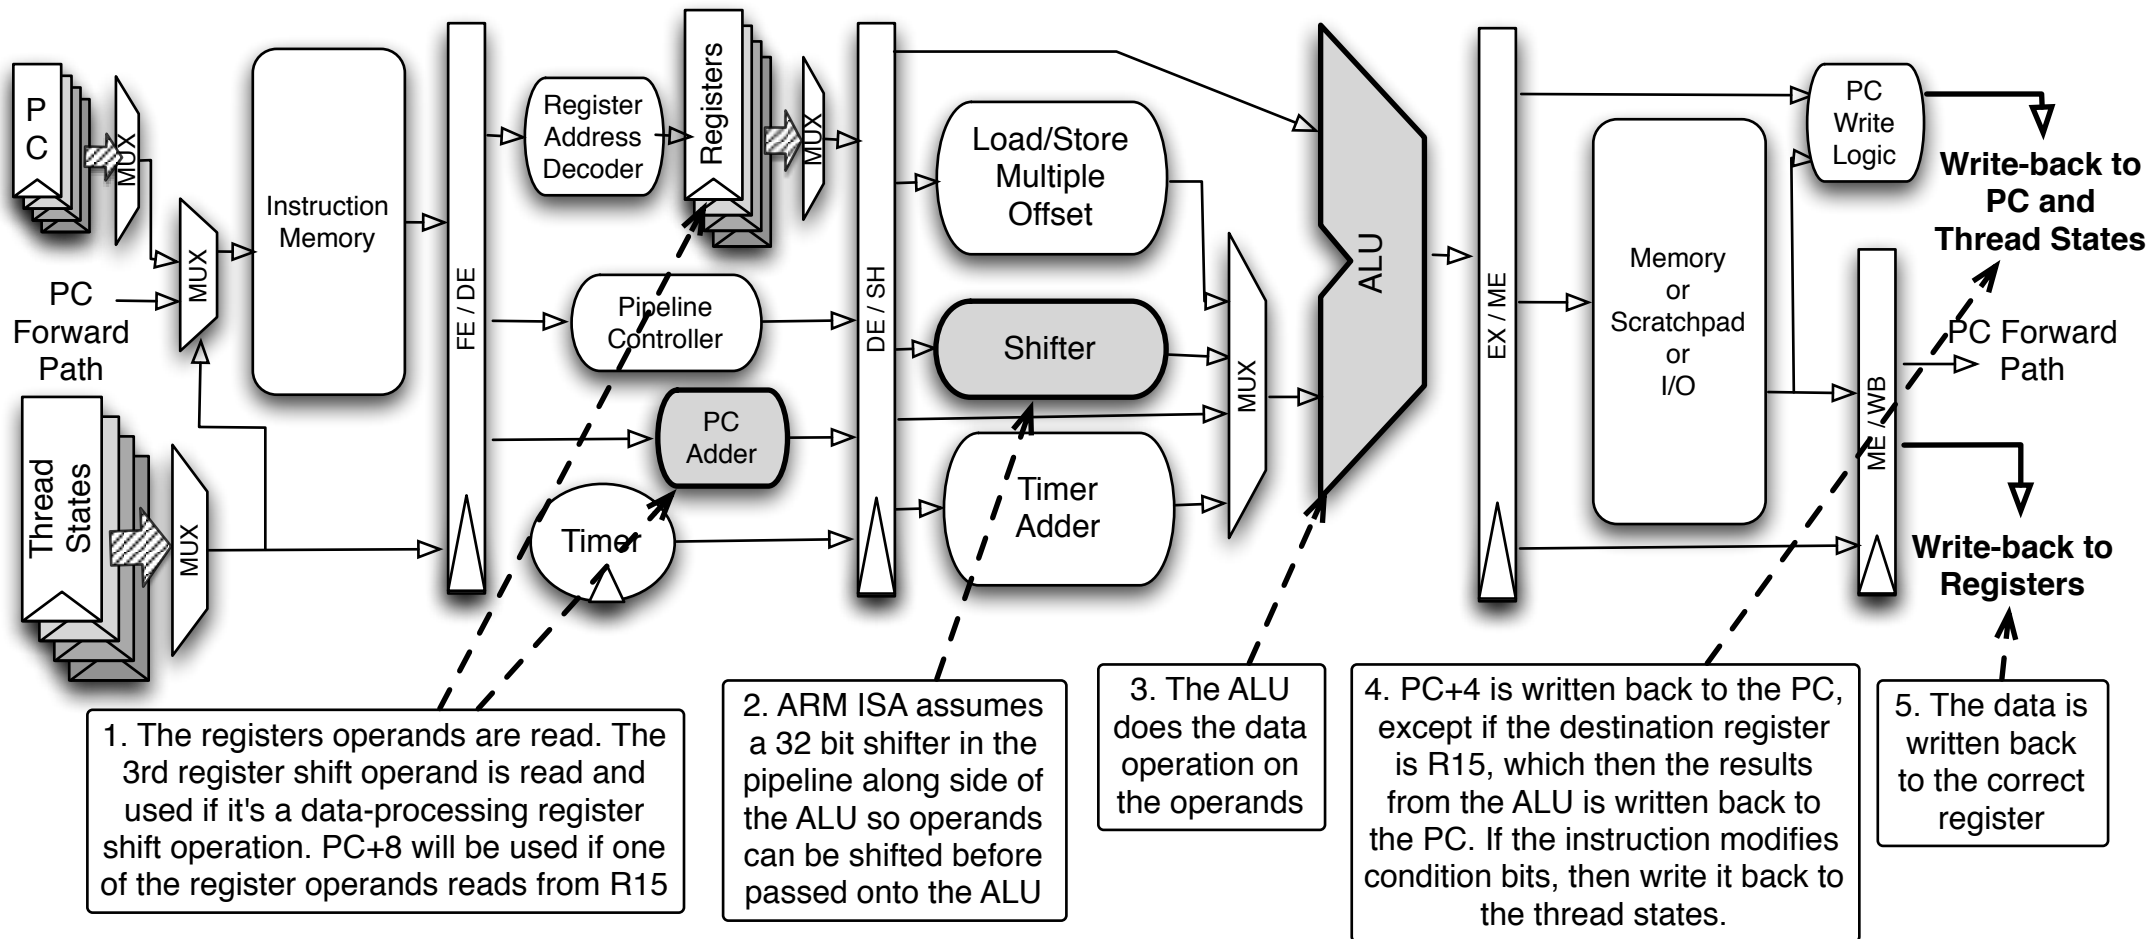 P
C
MUX
MUX
PC
Forward
Path
Thread
States
MUX
Instruction
Memory
FE / DE
Register
Address
Decoder
Registers
MUX
Pipeline
Controller
PC
Adder
Timer
DE / SH
Load/Store
Multiple
Offset
Shifter
Timer
Adder
MUX
ALU
EX / ME
Memory
or
Scratchpad
or
I/O
PC
Write
Logic
ME / WB
Write-back to
PC and
Thread States
PC Forward
Path
Write-back to
Registers
1. The registers operands are read. The
3rd register shift operand is read and
used if it's a data-processing register
shift operation. PC+8 will be used if one
of the register operands reads from R15
2. ARM ISA assumes
a 32 bit shifter in the
pipeline along side of
the ALU so operands
can be shifted before
passed onto the ALU
3. The ALU
does the data
operation on
the operands
4. PC+4 is written back to the PC,
except if the destination register
is R15, which then the results
from the ALU is written back to
the PC. If the instruction modifies
condition bits, then write it back to
the thread states.
5. The data is
written back
to the correct
register